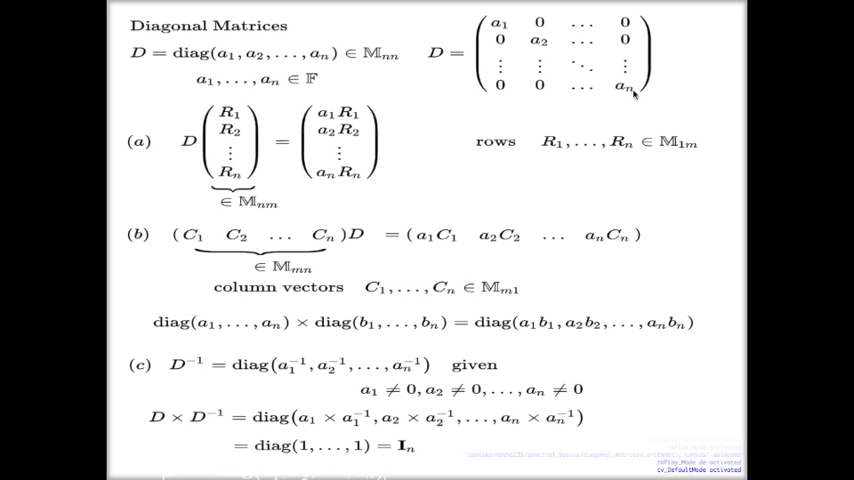 Diagonal Matrices
D = diag(a₁, a₂, . . . , aₙ) ∈ 𝕄ₙₙ
a₁, . . . , aₙ ∈ 𝔽
D = ( a₁ 0 . . . 0
0 a₂ . . . 0
⋮ ⋮ ⋱ ⋮
0 0 . . . aₙ )
(a) D ( R₁ R₂ ⋮ Rₙ ) = ( a₁R₁ a₂R₂ ⋮ aₙRₙ ) rows R₁, . . . , Rₙ ∈ 𝕄₁ₘ
∈ 𝕄ₙₘ
(b) ( C₁ C₂ . . . Cₙ )D = ( a₁C₁ a₂C₂ . . . aₙCₙ )
∈ 𝕄ₘₙ
column vectors C₁, . . . , Cₙ ∈ 𝕄ₘ₁
diag(a₁, . . . , aₙ) × diag(b₁, . . . , bₙ) = diag(a₁b₁, a₂b₂, . . . , aₙbₙ)
(c) D⁻¹ = diag(a₁⁻¹, a₂⁻¹, . . . , aₙ⁻¹) given
a₁ ≠ 0, a₂ ≠ 0, . . . , aₙ ≠ 0
D × D⁻¹ = diag(a₁ × a₁⁻¹, a₂ × a₂⁻¹, . . . , aₙ × aₙ⁻¹)
= diag(1, . . . , 1) = Iₙ
tkPlay_Mode de-activated
cv_DefaultMode activated